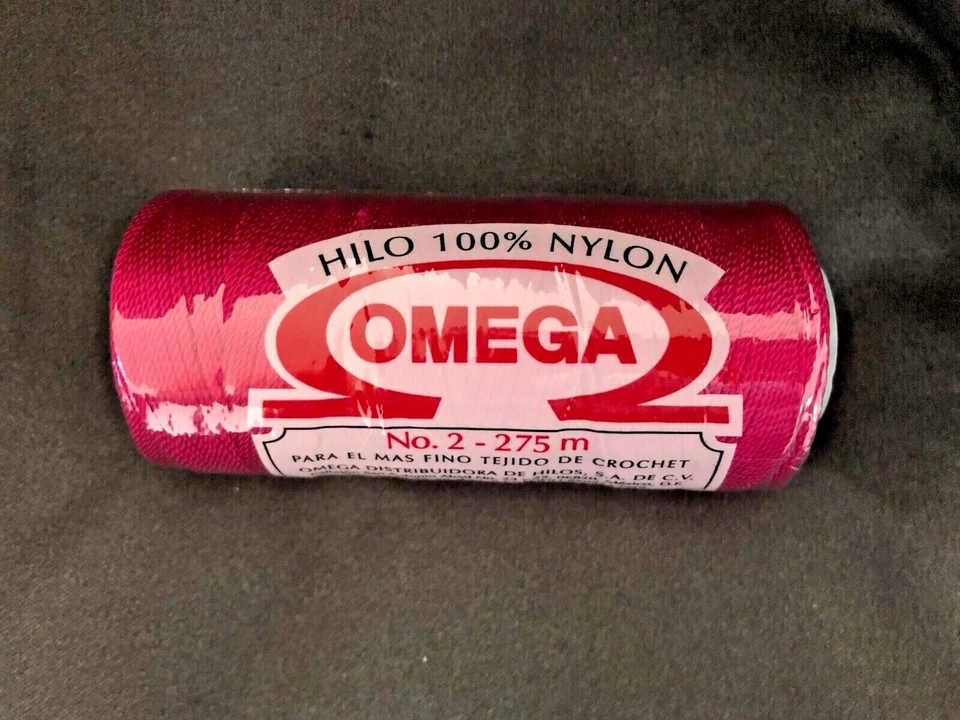 HILO 100% NYLON
OMEGA
No. 2 - 275 m
PARA EL MAS FINO TEJIDO DE CROCHET
OMEGA DISTRIBUIDORA DE HILOS, S.A. DE C.V.
México, D.F.